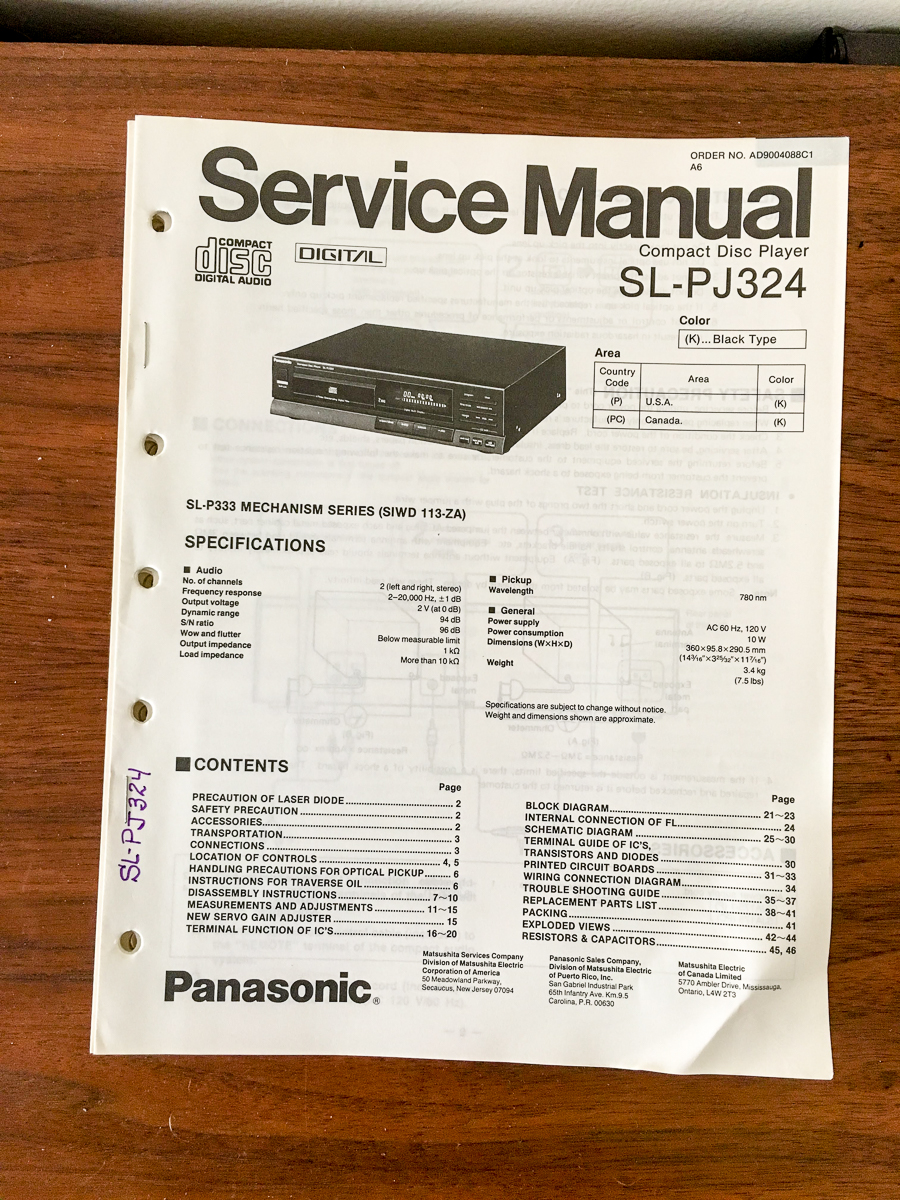 ORDER NO. AD9004088C1
A6
Service Manual
COMPACT
disc
DIGITAL AUDIO
DIGITAL
Compact Disc Player
SL-PJ324
Color
(K)...Black Type
Area
Country Code Area Color
(P) U.S.A. (K)
(PC) Canada. (K)
Panasonic
SL-P333 MECHANISM SERIES (SIWD 113-ZA)
SPECIFICATIONS
■ Audio
No. of channels 2 (left and right, stereo)
Frequency response 2~20,000 Hz, ±1 dB
Output voltage 2 V (at 0 dB)
Dynamic range 94 dB
S/N ratio 96 dB
Wow and flutter Below measurable limit
Output impedance 1 kΩ
Load impedance More than 10 kΩ
■ Pickup
Wavelength 780 nm
■ General
Power supply AC 60 Hz, 120 V
Power consumption 10 W
Dimensions (W×H×D) 360×95.8×290.5 mm
(14 3/16"×3 25/32"×11 7/16")
Weight 3.4 kg
(7.5 lbs)
Specifications are subject to change without notice.
Weight and dimensions shown are approximate.
■ CONTENTS
Page
PRECAUTION OF LASER DIODE 2
SAFETY PRECAUTION 2
ACCESSORIES 2
TRANSPORTATION 3
CONNECTIONS 3
LOCATION OF CONTROLS 4, 5
HANDLING PRECAUTIONS FOR OPTICAL PICKUP 6
INSTRUCTIONS FOR TRAVERSE OIL 6
DISASSEMBLY INSTRUCTIONS 7~10
MEASUREMENTS AND ADJUSTMENTS 11~15
NEW SERVO GAIN ADJUSTER 15
TERMINAL FUNCTION OF IC'S 16~20
Page
BLOCK DIAGRAM 21~23
INTERNAL CONNECTION OF FL 24
SCHEMATIC DIAGRAM 25~30
TERMINAL GUIDE OF IC'S,
TRANSISTORS AND DIODES 30
PRINTED CIRCUIT BOARDS 31~33
WIRING CONNECTION DIAGRAM 34
TROUBLE SHOOTING GUIDE 35~37
REPLACEMENT PARTS LIST 38~41
PACKING 41
EXPLODED VIEWS 42~44
RESISTORS & CAPACITORS 45, 46
SL-PJ324
Panasonic®
Matsushita Services Company
Division of Matsushita Electric
Corporation of America
50 Meadowland Parkway,
Secaucus, New Jersey 07094
Panasonic Sales Company,
Division of Matsushita Electric
of Puerto Rico, Inc.
San Gabriel Industrial Park
65th Infantry Ave. Km.9.5
Carolina, P.R. 00630
Matsushita Electric
of Canada Limited
5770 Ambler Drive, Mississauga,
Ontario, L4W 2T3